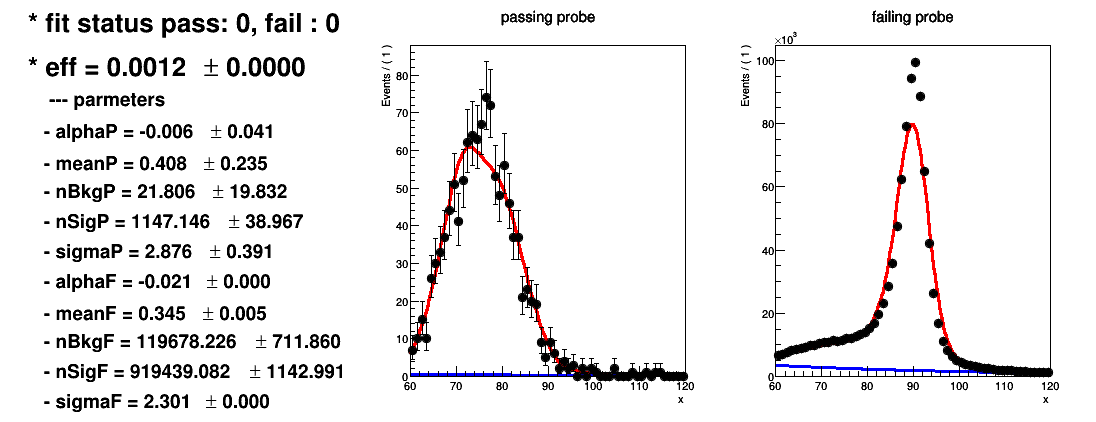 * fit status pass: 0, fail : 0
* eff = 0.0012 ± 0.0000
--- parmeters
- alphaP = -0.006 ± 0.041
- meanP = 0.408 ± 0.235
- nBkgP = 21.806 ± 19.832
- nSigP = 1147.146 ± 38.967
- sigmaP = 2.876 ± 0.391
- alphaF = -0.021 ± 0.000
- meanF = 0.345 ± 0.005
- nBkgF = 119678.226 ± 711.860
- nSigF = 919439.082 ± 1142.991
- sigmaF = 2.301 ± 0.000
passing probe
Events / ( 1 )
80
70
60
50
40
30
20
10
0
60 70 80 90 100 110 120
x
failing probe
×10³
Events / ( 1 )
100
80
60
40
20
0
60 70 80 90 100 110 120
x